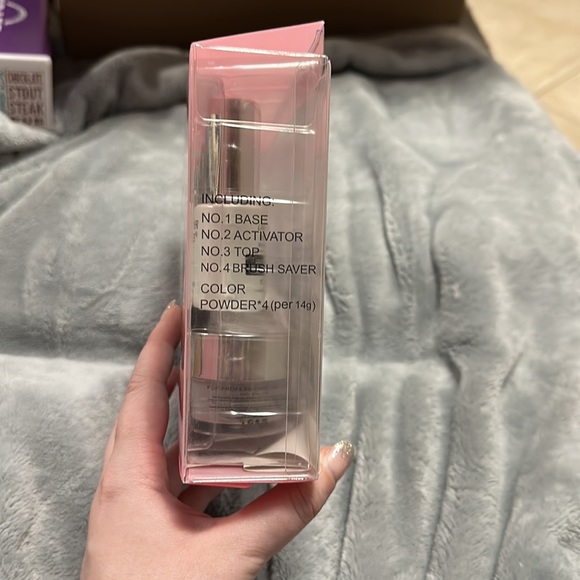 CHOCOLATE
STOUT
STEAK
INCLUDING:
NO.1 BASE
NO.2 ACTIVATOR
NO.3 TOP
NO.4 BRUSH SAVER
COLOR
POWDER*4(per 14g)